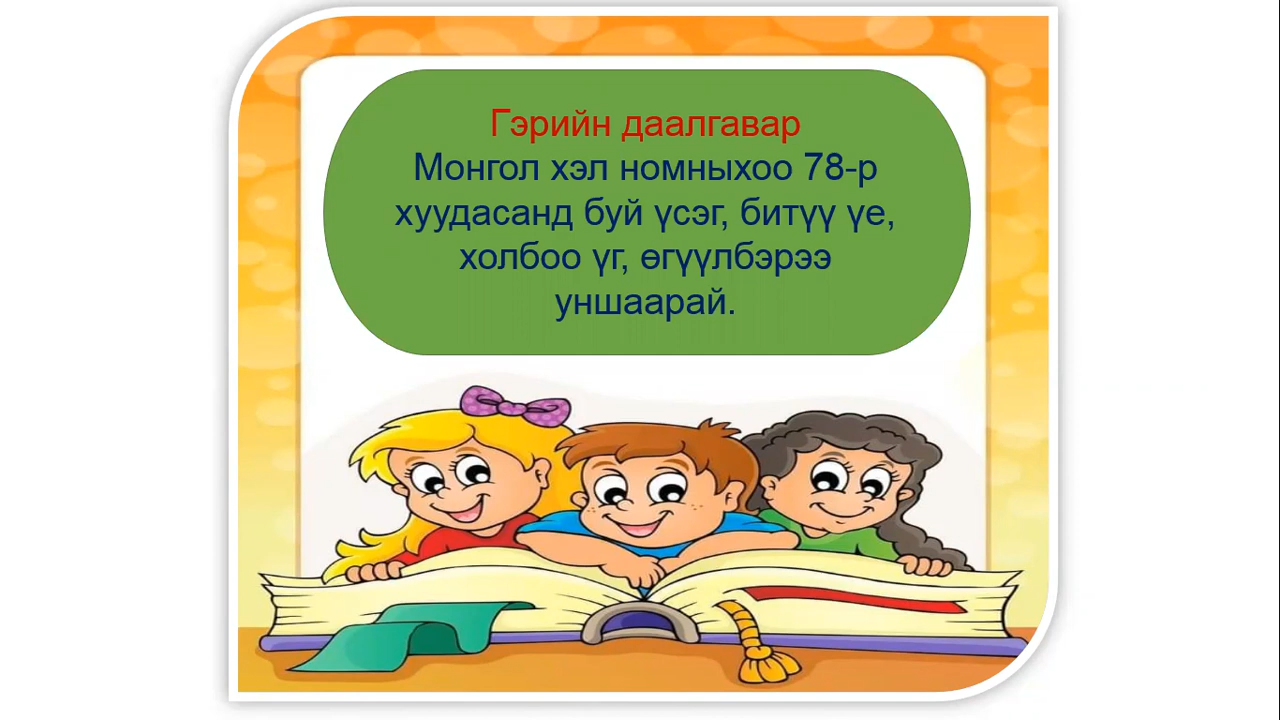 Гэрийн даалгавар
Монгол хэл номныхоо 78-р
хуудасанд буй үсэг, битүү үе,
холбоо үг, өгүүлбэрээ
уншаарай.